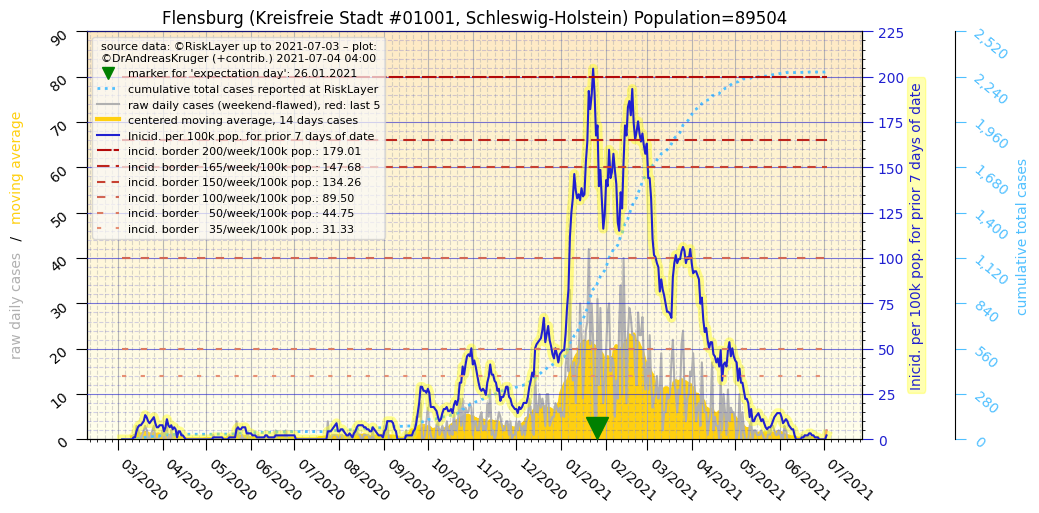 Flensburg (Kreisfreie Stadt #01001, Schleswig-Holstein) Population=89504
source data: ©RiskLayer up to 2021-07-03 – plot:
©DrAndreasKruger (+contrib.) 2021-07-04 04:00
marker for 'expectation day': 26.01.2021
cumulative total cases reported at RiskLayer
raw daily cases (weekend-flawed), red: last 5
centered moving average, 14 days cases
Inicid. per 100k pop. for prior 7 days of date
incid. border 200/week/100k pop.: 179.01
incid. border 165/week/100k pop.: 147.68
incid. border 150/week/100k pop.: 134.26
incid. border 100/week/100k pop.: 89.50
incid. border   50/week/100k pop.: 44.75
incid. border   35/week/100k pop.: 31.33
raw daily cases / moving average
90
80
70
60
50
40
30
20
10
0
03/2020
04/2020
05/2020
06/2020
07/2020
08/2020
09/2020
10/2020
11/2020
12/2020
01/2021
02/2021
03/2021
04/2021
05/2021
06/2021
07/2021
225
200
175
150
125
100
75
50
25
0
Inicid. per 100k pop. for prior 7 days of date
2,520
2,240
1,960
1,680
1,400
1,120
840
560
280
0
cumulative total cases